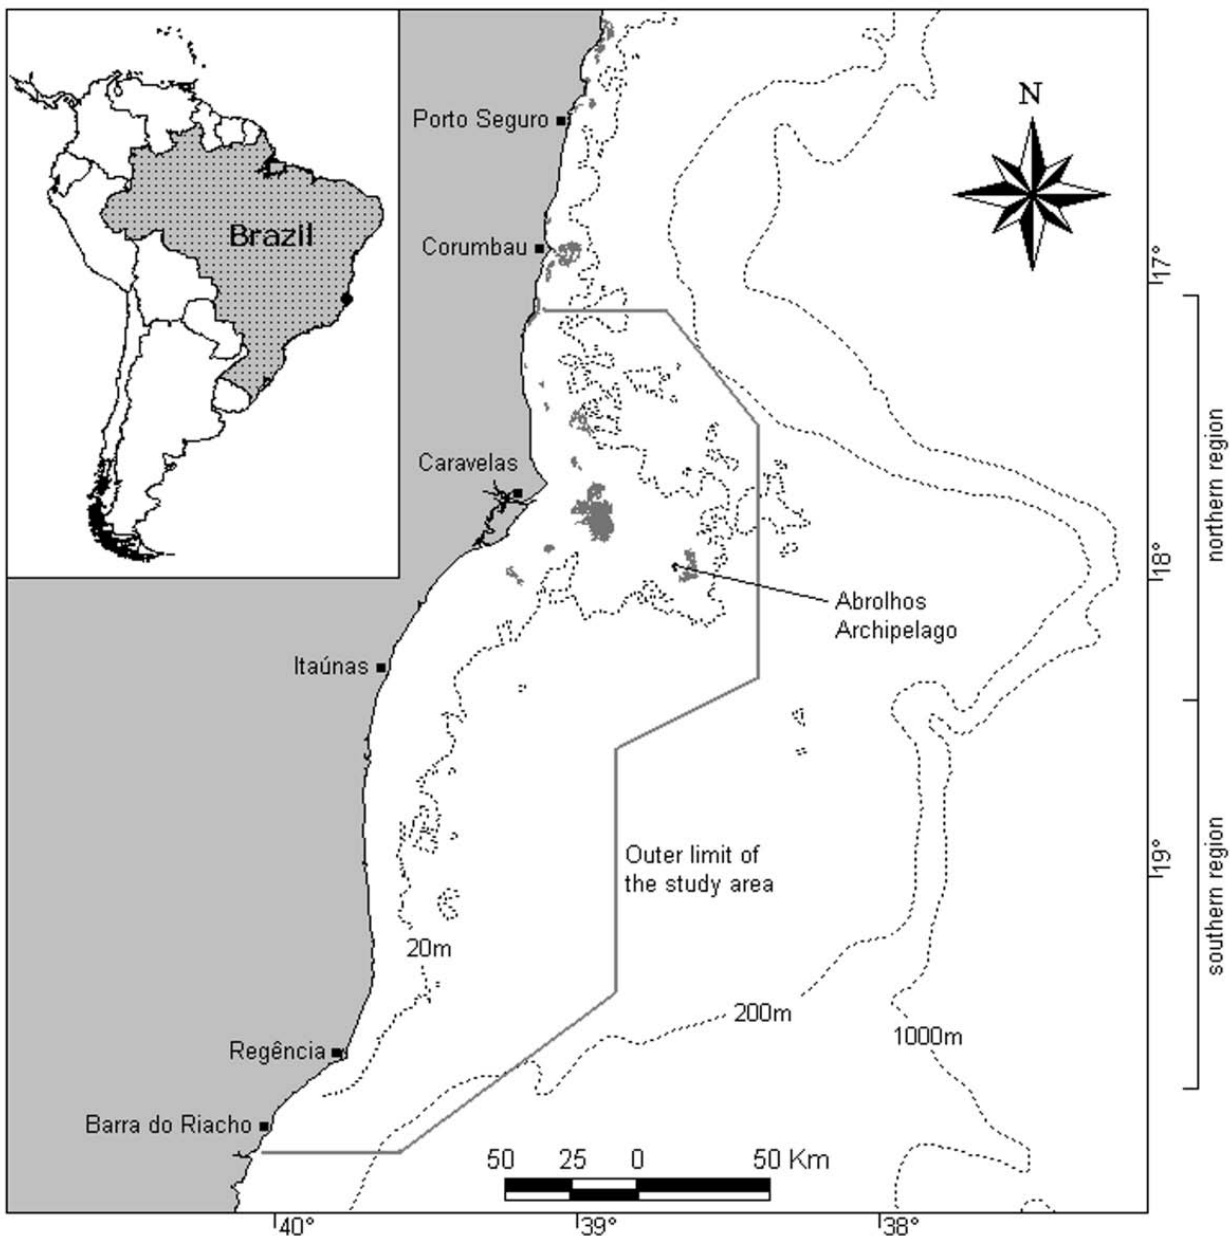 Brazil
Porto Seguro
N
Corumbau
17°
Caravelas
northern region
18°
Abrolhos
Archipelago
Itaúnas
Outer limit of
the study area
19°
southern region
20m
200m
1000m
Regência
Barra do Riacho
50 25 0 50 Km
40° 39° 38°